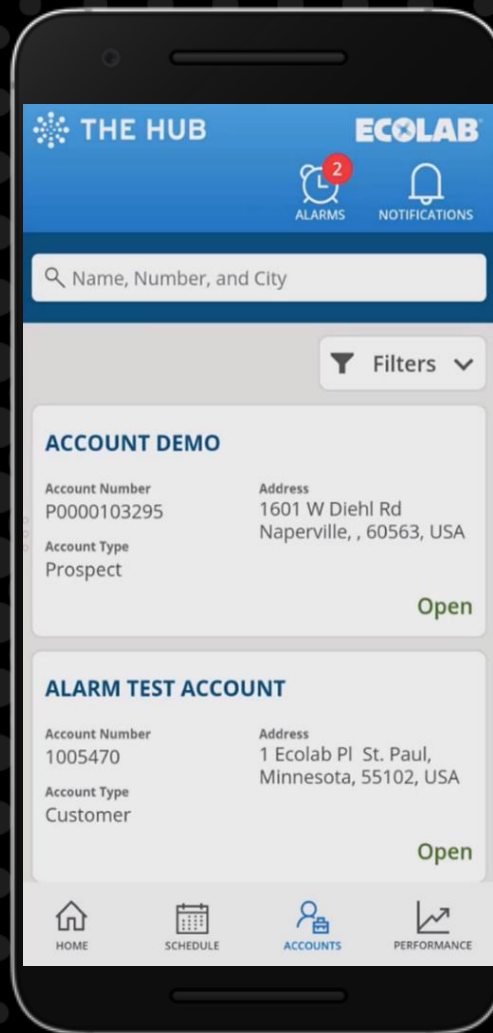 THE HUB
ECOLAB
2
ALARMS
NOTIFICATIONS
Name, Number, and City
Filters
ACCOUNT DEMO
Account Number
P0000103295
Account Type
Prospect
Address
1601 W Diehl Rd
Naperville, , 60563, USA
Open
ALARM TEST ACCOUNT
Account Number
1005470
Account Type
Customer
Address
1 Ecolab Pl St. Paul,
Minnesota, 55102, USA
Open
HOME
SCHEDULE
ACCOUNTS
PERFORMANCE